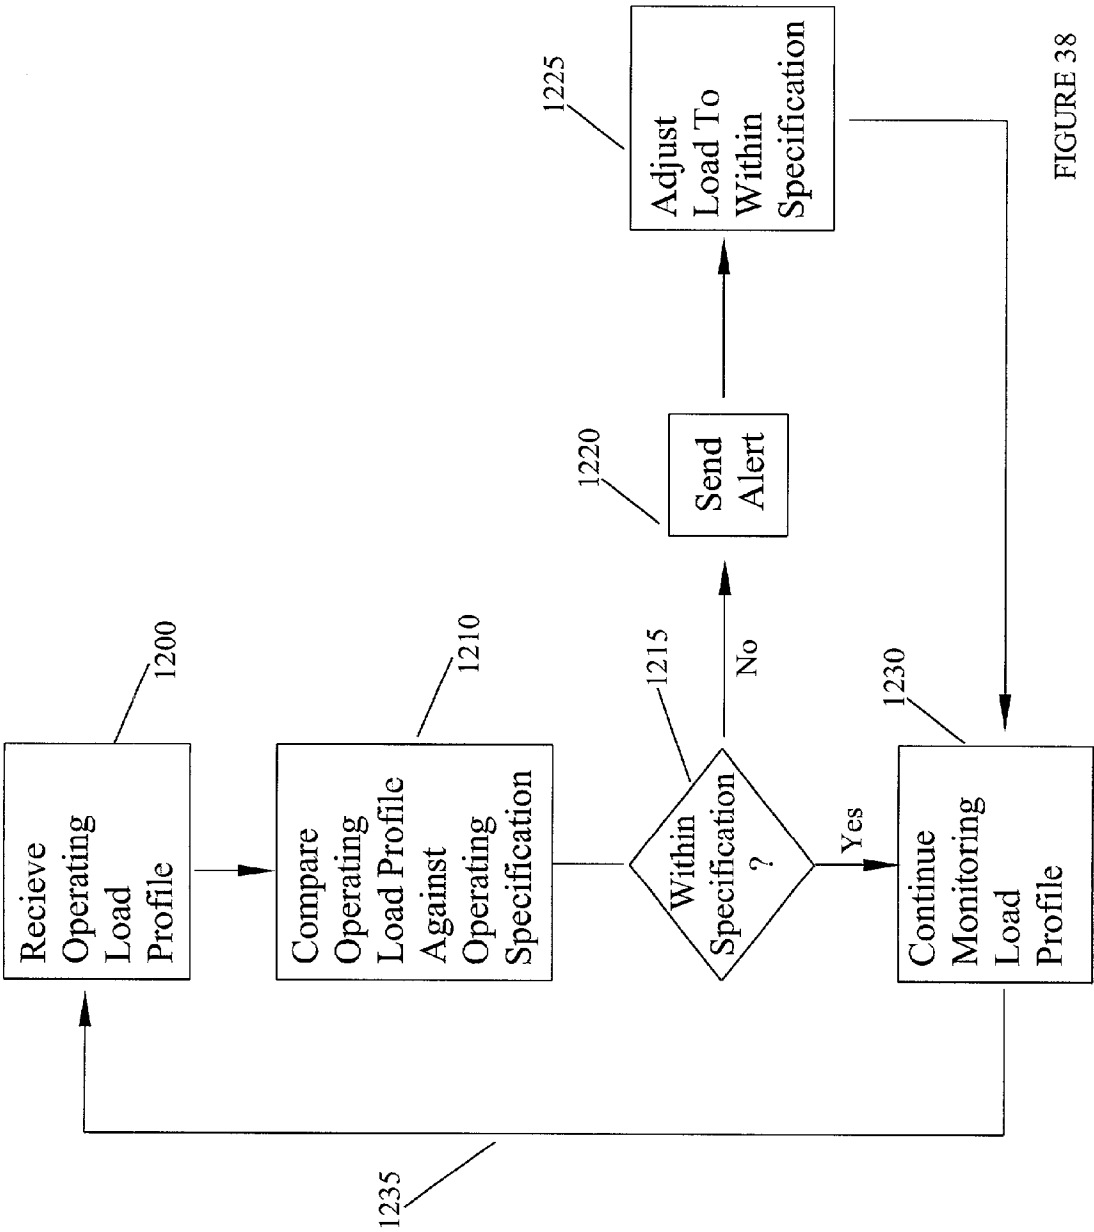 Recieve
Operating
Load
Profile
1200
Compare
Operating
Load Profile
Against
Operating
Specification
1210
Within
Specification
?
1215
No
Yes
Send
Alert
1220
Adjust
Load To
Within
Specification
1225
Continue
Monitoring
Load
Profile
1230
1235
FIGURE 38